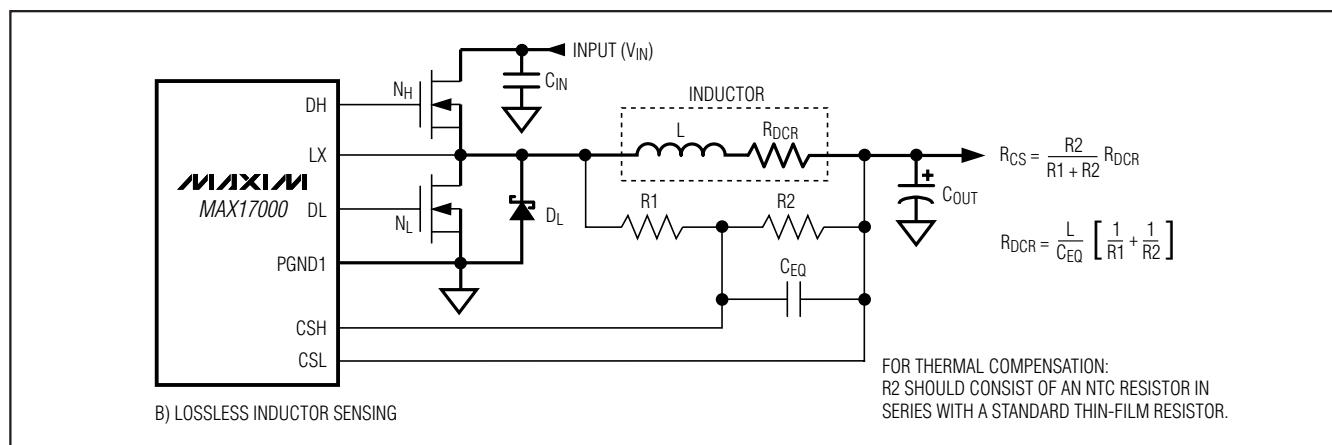 INPUT (VIN)
CIN
NH
DH
INDUCTOR
L
RDCR
LX
RCS = R2 / (R1 + R2) RDCR
MAXIM
MAX17000
COUT
+
R1
R2
DL
NL
DL
RDCR = L / CEQ [ 1 / R1 + 1 / R2 ]
PGND1
CEQ
CSH
CSL
FOR THERMAL COMPENSATION:
R2 SHOULD CONSIST OF AN NTC RESISTOR IN
SERIES WITH A STANDARD THIN-FILM RESISTOR.
B) LOSSLESS INDUCTOR SENSING